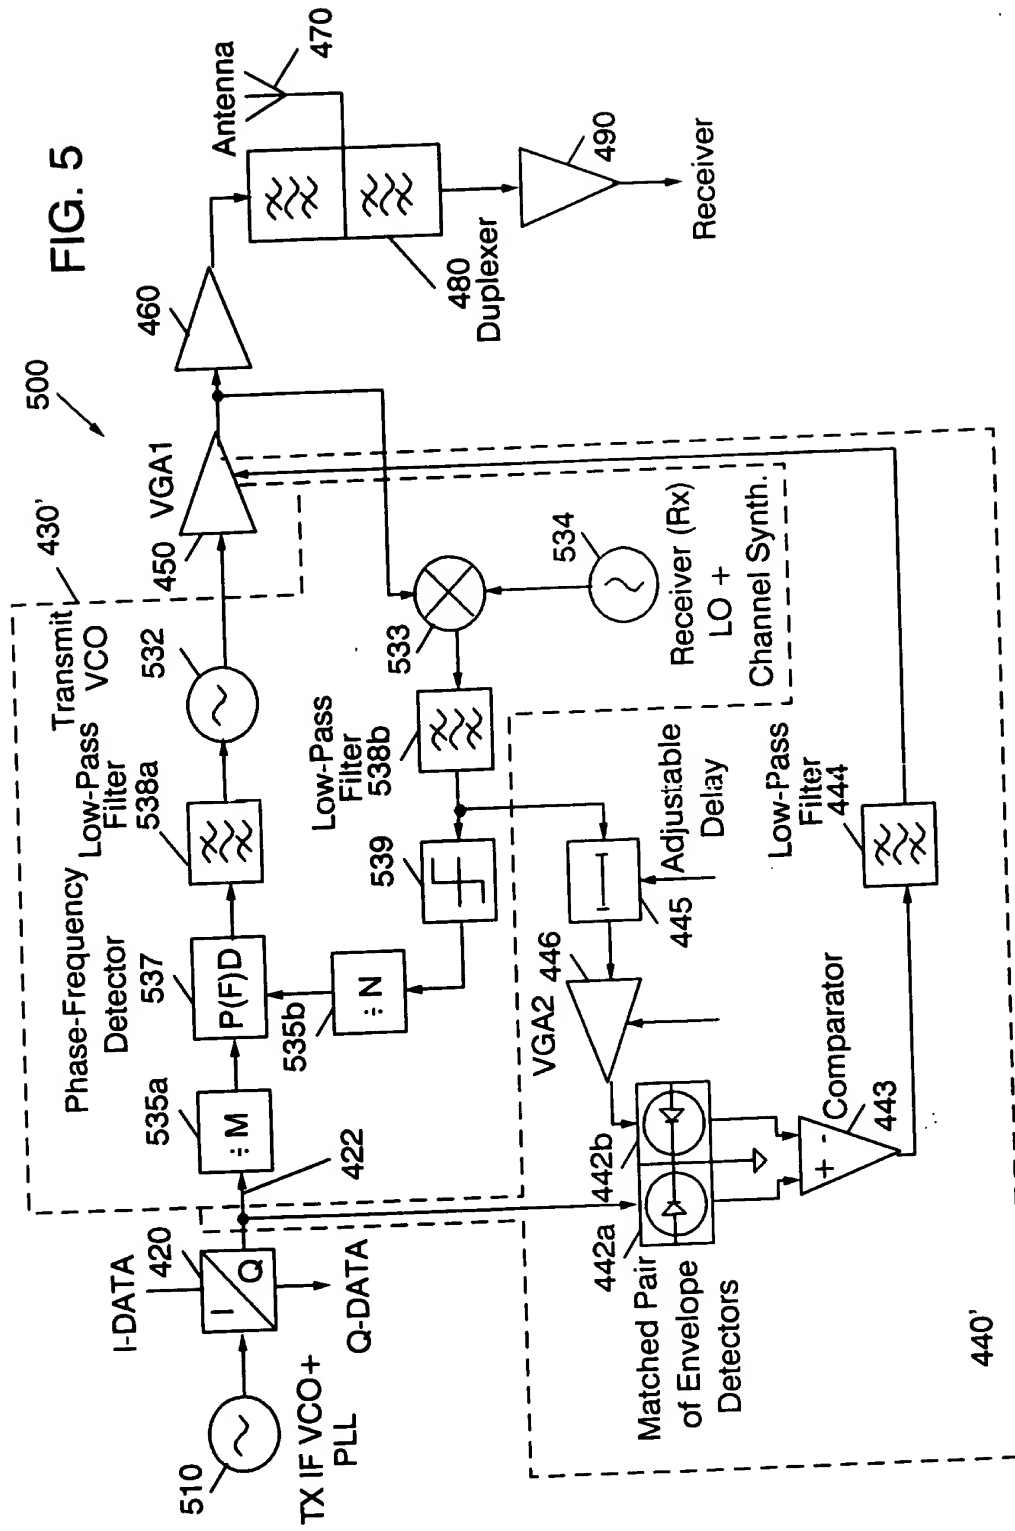 FIG. 5
500
Antenna
470
460
VGA1
450
430'
Transmit
VCO
532
Low-Pass
Filter
538a
Phase-Frequency
Detector
537
P(F)D
535a
÷M
422
I-DATA
420
I
Q
Q-DATA
510
TX IF VCO+
PLL
480
Duplexer
490
Receiver
533
534
Receiver (Rx)
LO +
Channel Synth.
Low-Pass
Filter
538b
539
÷N
535b
Adjustable
Delay
445
446
VGA2
442b
442a
Matched Pair
of Envelope
Detectors
+ -
Comparator
443
Low-Pass
Filter
444
440'